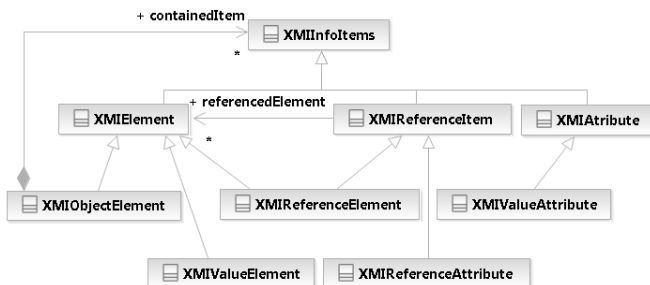 + containedItem
XMIInfoItems
*
+ referencedElement
XMIElement
XMIReferenceItem
XMIAtribute
*
XMIObjectElement
XMIReferenceElement
XMIValueAttribute
XMIValueElement
XMIReferenceAttribute